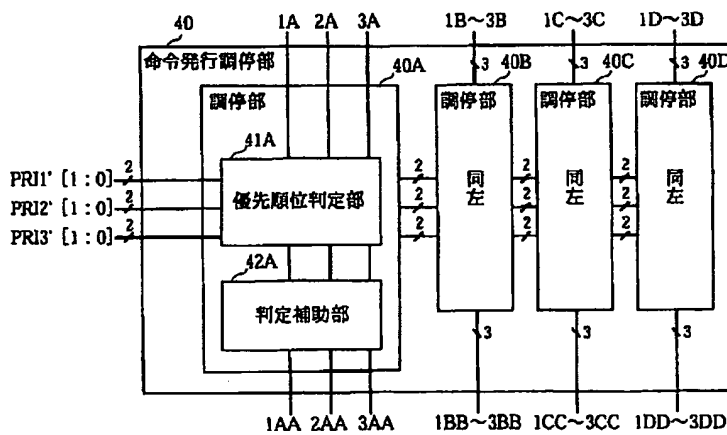 40
1A 2A 3A
1B～3B
1C～3C
1D～3D
命令発行調停部
40A
調停部
3
40B
調停部
3
40C
調停部
3
40D
調停部
41A
優先順位判定部
PRI1' [1:0] 2
PRI2' [1:0] 2
PRI3' [1:0] 2
2
2
2
同左
2
2
2
同左
2
2
2
同左
42A
判定補助部
3
3
3
1AA 2AA 3AA
1BB～3BB
1CC～3CC
1DD～3DD